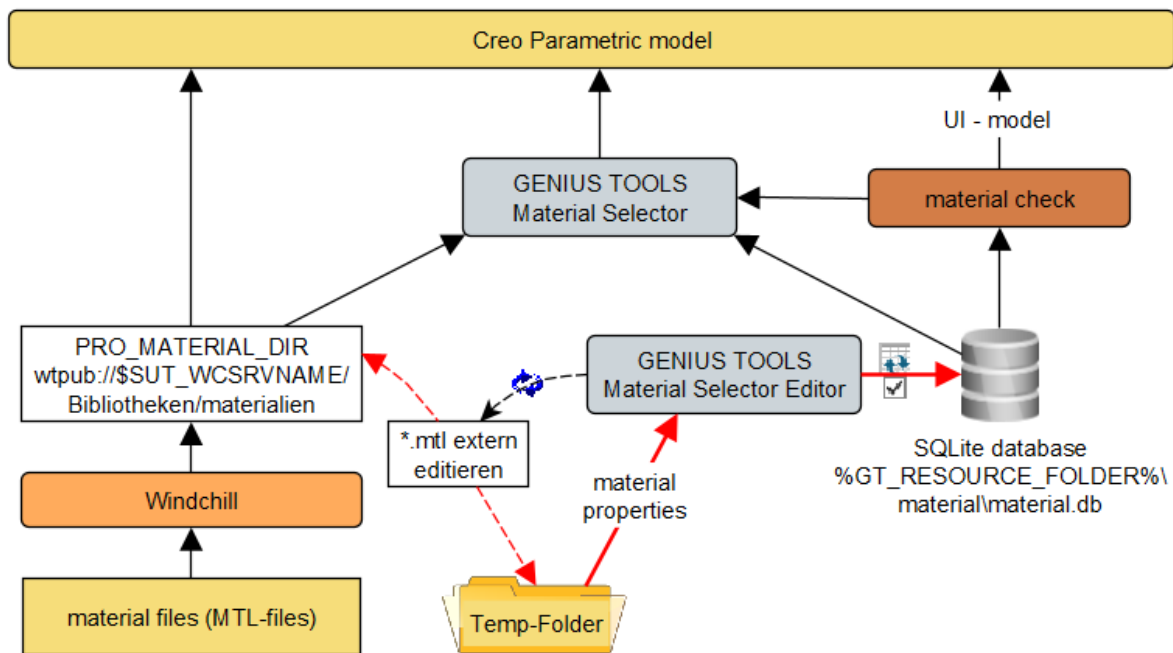 Creo Parametric model
UI - model
GENIUS TOOLS
Material Selector
material check
PRO_MATERIAL_DIR
wtpub://$SUT_WCSRVNAME/
Bibliotheken/materialien
GENIUS TOOLS
Material Selector Editor
*.mtl extern
editieren
material
properties
SQLite database
%GT_RESOURCE_FOLDER%\
material\material.db
Windchill
material files (MTL-files)
Temp-Folder